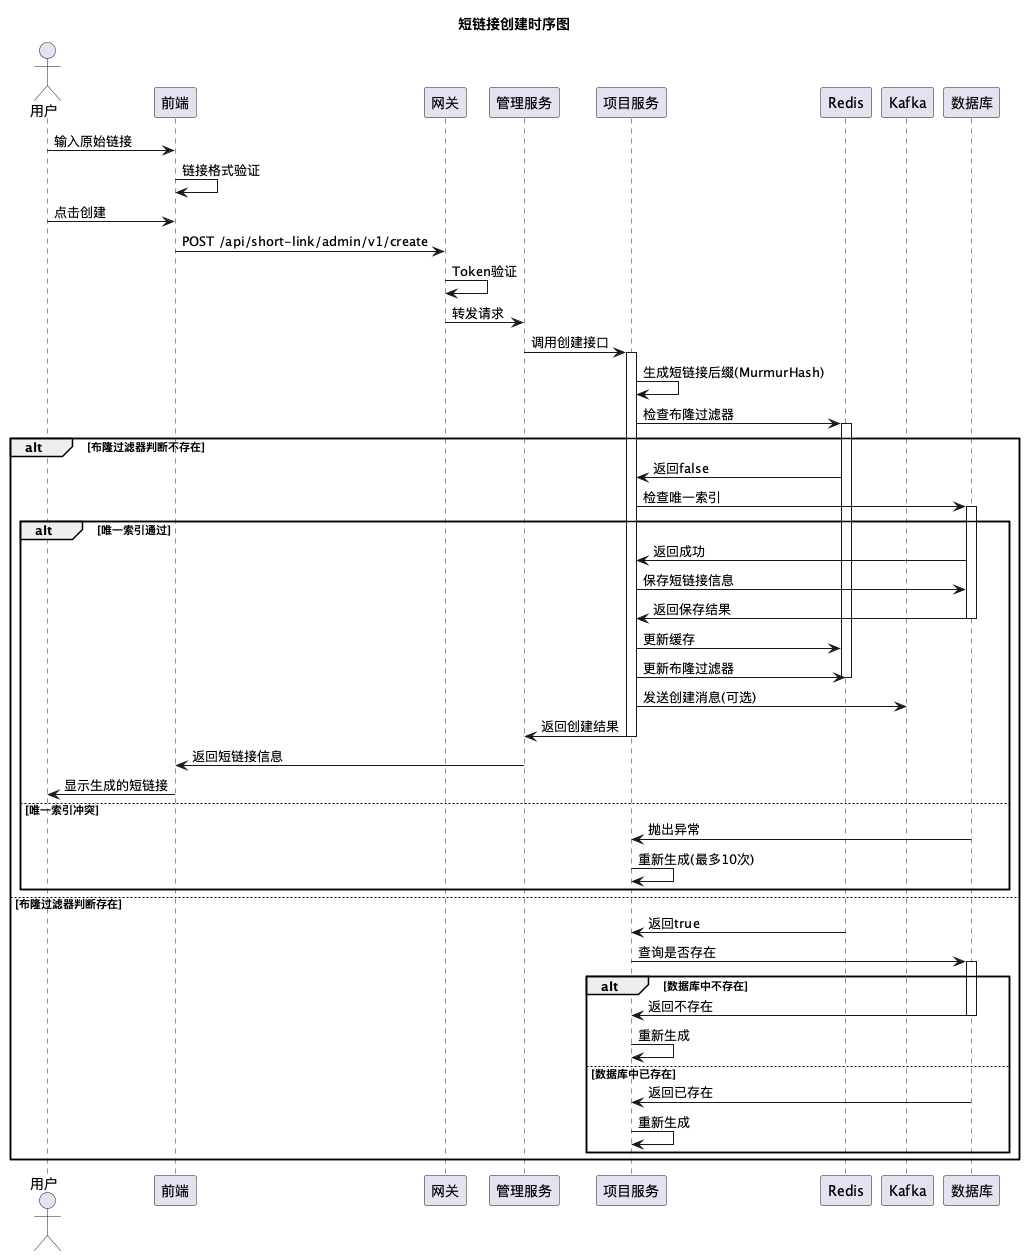 短链接创建时序图
用户
前端
网关
管理服务
项目服务
Redis
Kafka
数据库
输入原始链接
链接格式验证
点击创建
POST /api/short-link/admin/v1/create
Token验证
转发请求
调用创建接口
生成短链接后缀(MurmurHash)
检查布隆过滤器
alt [布隆过滤器判断不存在]
返回false
检查唯一索引
alt [唯一索引通过]
返回成功
保存短链接信息
返回保存结果
更新缓存
更新布隆过滤器
发送创建消息(可选)
返回创建结果
返回短链接信息
显示生成的短链接
[唯一索引冲突]
抛出异常
重新生成(最多10次)
[布隆过滤器判断存在]
返回true
查询是否存在
alt [数据库中不存在]
返回不存在
重新生成
[数据库中已存在]
返回已存在
重新生成
用户
前端
网关
管理服务
项目服务
Redis
Kafka
数据库